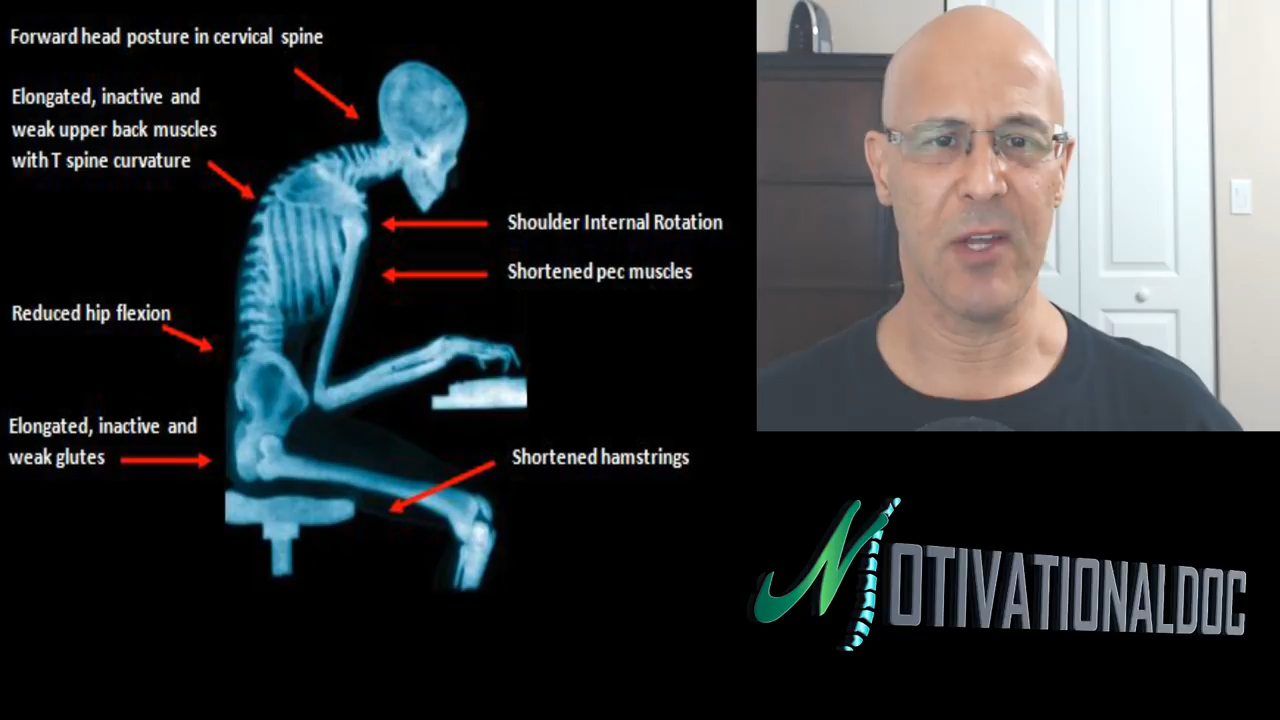 Forward head posture in cervical spine
Elongated, inactive and
weak upper back muscles
with T spine curvature
Shoulder Internal Rotation
Shortened pec muscles
Reduced hip flexion
Elongated, inactive and
weak glutes
Shortened hamstrings
MOTIVATIONALDOC